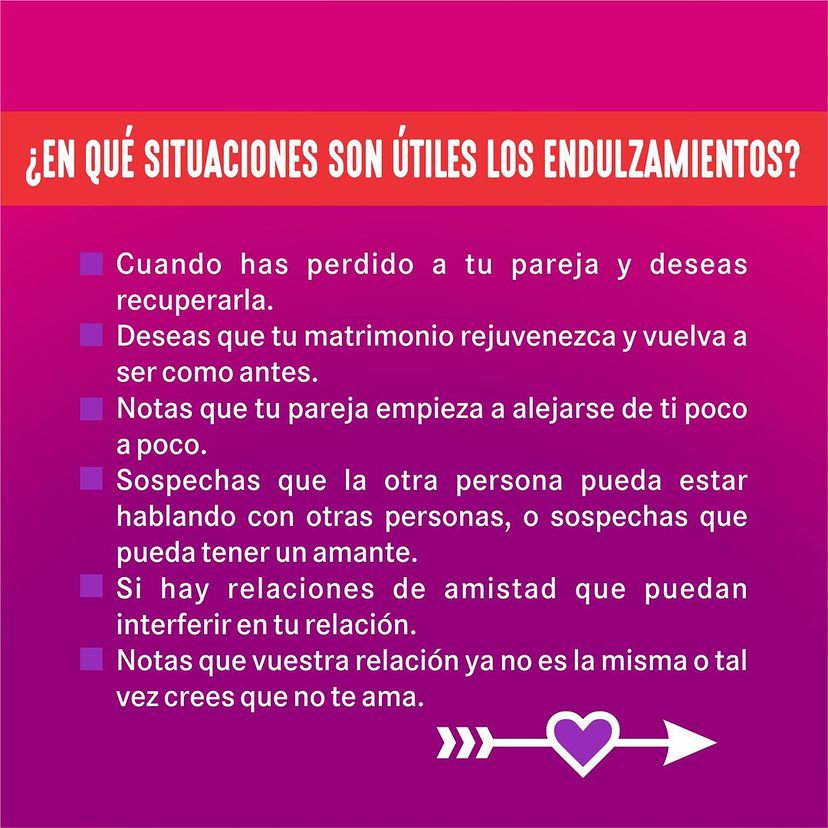 ¿EN QUÉ SITUACIONES SON ÚTILES LOS ENDULZAMIENTOS?
Cuando has perdido a tu pareja y deseas
recuperarla.
Deseas que tu matrimonio rejuvenezca y vuelva a
ser como antes.
Notas que tu pareja empieza a alejarse de ti poco
a poco.
Sospechas que la otra persona pueda estar
hablando con otras personas, o sospechas que
pueda tener un amante.
Si hay relaciones de amistad que puedan
interferir en tu relación.
Notas que vuestra relación ya no es la misma o tal
vez crees que no te ama.